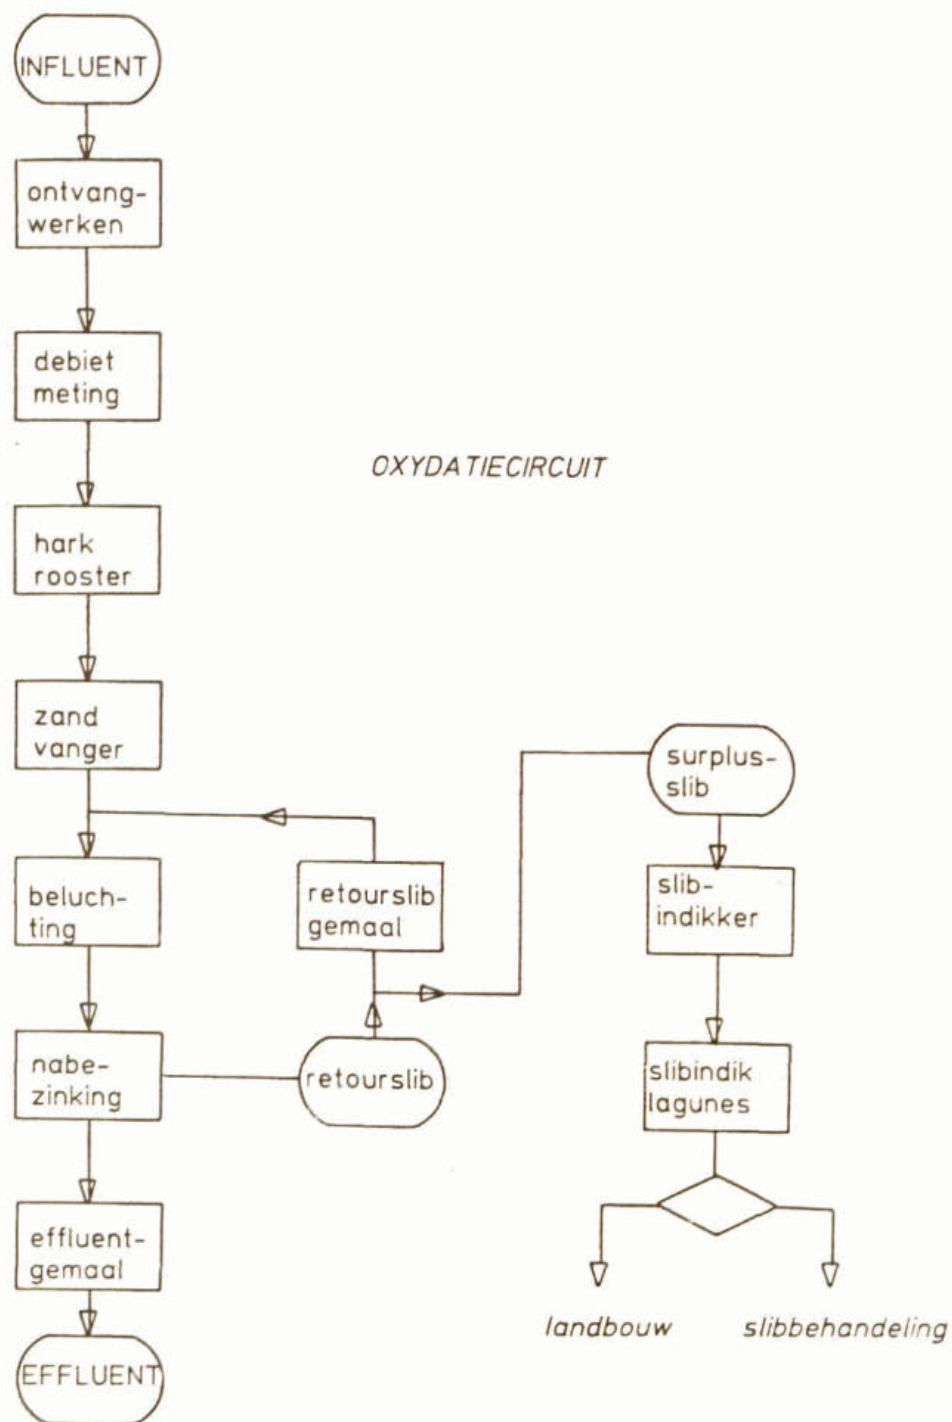 INFLUENT
ontvang-
werken
debiet
meting
OXYDATIECIRCUIT
hark
rooster
zand
vanger
beluch-
ting
retourslib
gemaal
surplus-
slib
slib-
indikker
nabe-
zinking
retourslib
slibindik
lagunes
effluent-
gemaal
landbouw
slibbehandeling
EFFLUENT